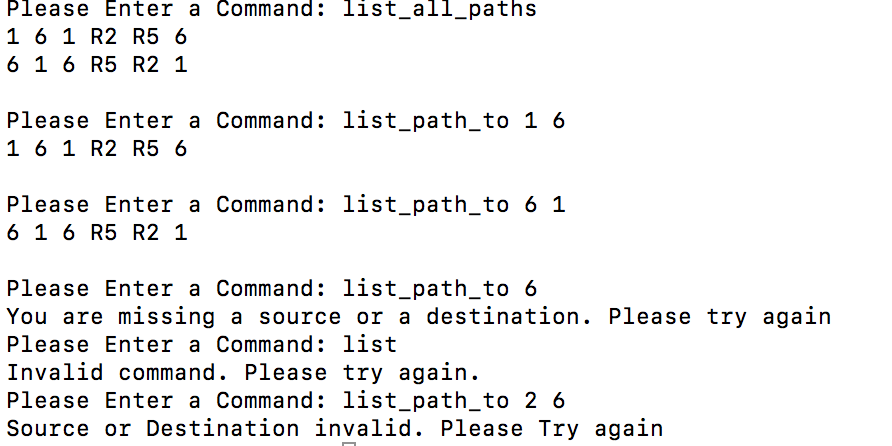 Please Enter a Command: list_all_paths
1 6 1 R2 R5 6
6 1 6 R5 R2 1
Please Enter a Command: list_path_to 1 6
1 6 1 R2 R5 6
Please Enter a Command: list_path_to 6 1
6 1 6 R5 R2 1
Please Enter a Command: list_path_to 6
You are missing a source or a destination. Please try again
Please Enter a Command: list
Invalid command. Please try again.
Please Enter a Command: list_path_to 2 6
Source or Destination invalid. Please Try again